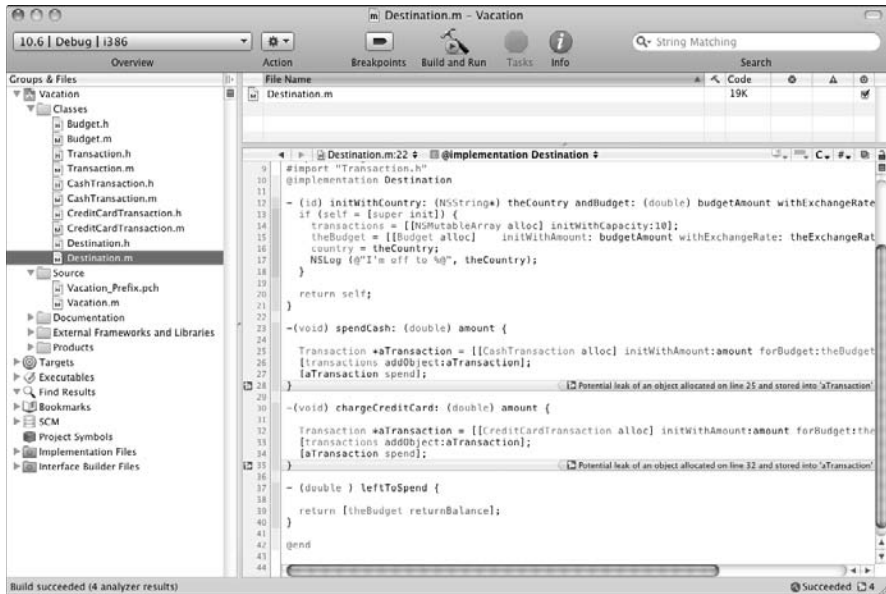 Destination.m - Vacation
10.6 | Debug | i386
String Matching
Overview
Action
Breakpoints
Build and Run
Tasks
Info
Search
Groups & Files
Vacation
Classes
Budget.h
Budget.m
Transaction.h
Transaction.m
CashTransaction.h
CashTransaction.m
CreditCardTransaction.h
CreditCardTransaction.m
Destination.h
Destination.m
Source
Vacation_Prefix.pch
Vacation.m
Documentation
External Frameworks and Libraries
Products
Targets
Executables
Find Results
Bookmarks
SCM
Project Symbols
Implementation Files
Interface Builder Files
File Name
Code
Destination.m
19K
Destination.m:22
@implementation Destination
C
#
9 #import "Transaction.h"
10 @implementation Destination
11
12 - (id) initWithCountry: (NSString*) theCountry andBudget: (double) budgetAmount withExchangeRate
13 if (self = [super init]) {
14 transactions = [[NSMutableArray alloc] initWithCapacity:10];
15 theBudget = [[Budget alloc] initWithAmount: budgetAmount withExchangeRate: theExchangeRat
16 country = theCountry;
17 NSLog (@"I'm off to %@", theCountry);
18 }
19
20 return self;
21 }
22
23 -(void) spendCash: (double) amount {
24
25 Transaction *aTransaction = [[CashTransaction alloc] initWithAmount:amount forBudget:theBudget
26 [transactions addObject:aTransaction];
27 [aTransaction spend];
28 } Potential leak of an object allocated on line 25 and stored into 'aTransaction'
29
30 -(void) chargeCreditCard: (double) amount {
31
32 Transaction *aTransaction = [[CreditCardTransaction alloc] initWithAmount:amount forBudget:the
33 [transactions addObject:aTransaction];
34 [aTransaction spend];
35 } Potential leak of an object allocated on line 32 and stored into 'aTransaction'
36
37 - (double ) leftToSpend {
38
39 return [theBudget returnBalance];
40 }
41
42 @end
43
44
Build succeeded (4 analyzer results)
Succeeded 4